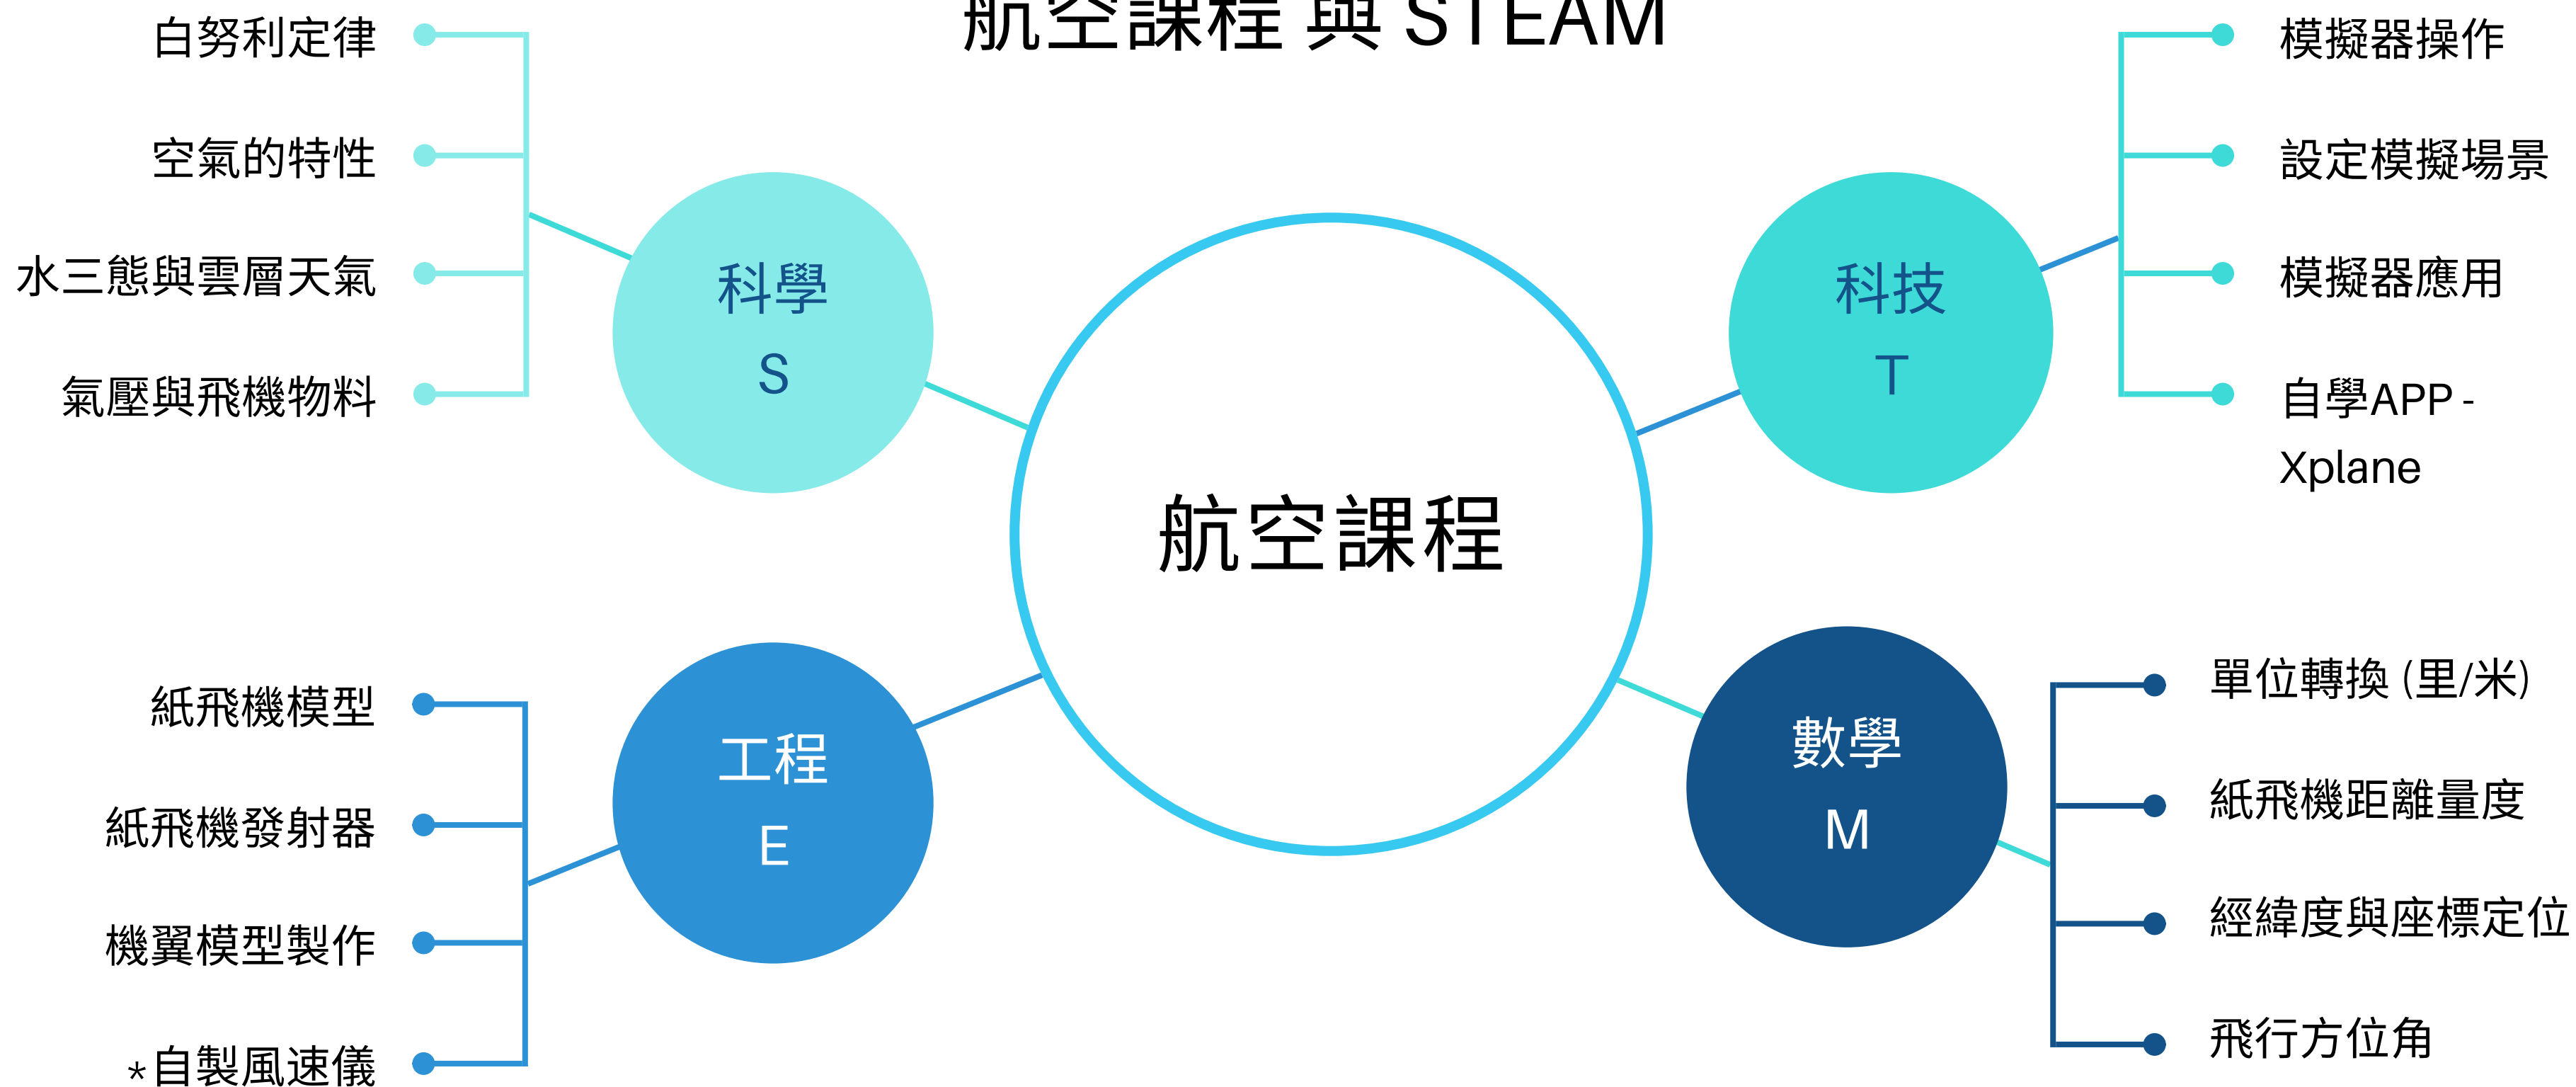 航空課程 與 STEAM
白努利定律
空氣的特性
水三態與雲層天氣
氣壓與飛機物料
科學
S
模擬器操作
設定模擬場景
模擬器應用
自學APP -
Xplane
科技
T
航空課程
紙飛機模型
紙飛機發射器
機翼模型製作
*自製風速儀
工程
E
數學
M
單位轉換 (里/米)
紙飛機距離量度
經緯度與座標定位
飛行方位角